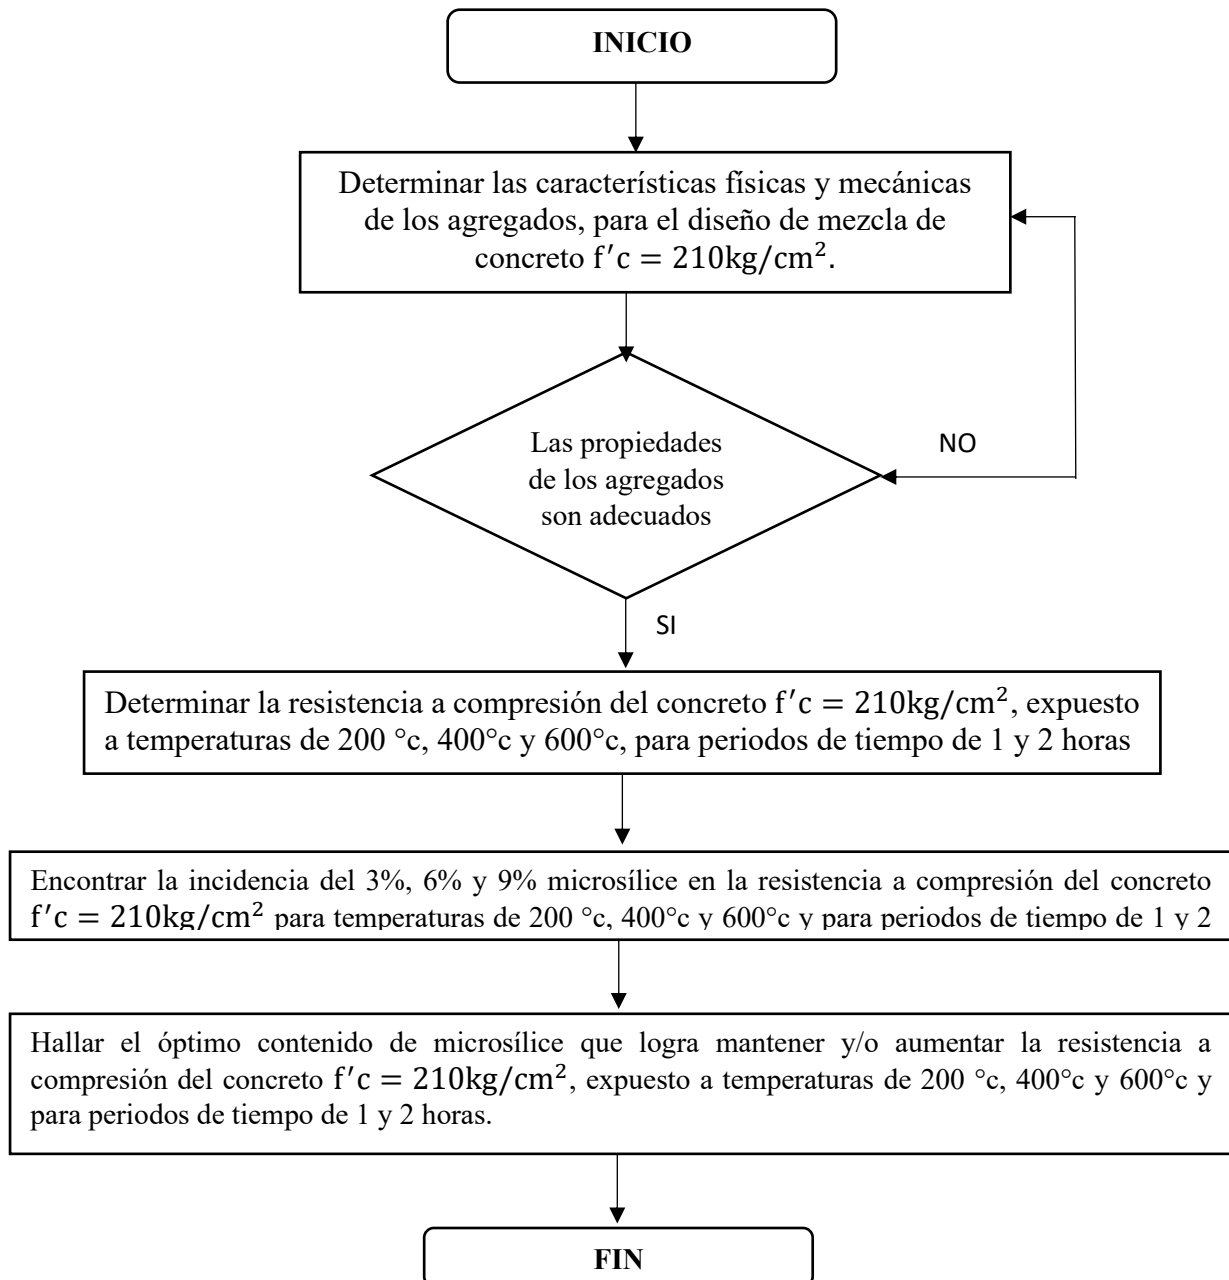 INICIO
Determinar las características físicas y mecánicas
de los agregados, para el diseño de mezcla de
concreto f′c = 210kg/cm².
Las propiedades
de los agregados
son adecuados
NO
SI
Determinar la resistencia a compresión del concreto f′c = 210kg/cm², expuesto
a temperaturas de 200 °c, 400°c y 600°c, para periodos de tiempo de 1 y 2 horas
Encontrar la incidencia del 3%, 6% y 9% microsílice en la resistencia a compresión del concreto
f′c = 210kg/cm² para temperaturas de 200 °c, 400°c y 600°c y para periodos de tiempo de 1 y 2
Hallar el óptimo contenido de microsílice que logra mantener y/o aumentar la resistencia a
compresión del concreto f′c = 210kg/cm², expuesto a temperaturas de 200 °c, 400°c y 600°c y
para periodos de tiempo de 1 y 2 horas.
FIN